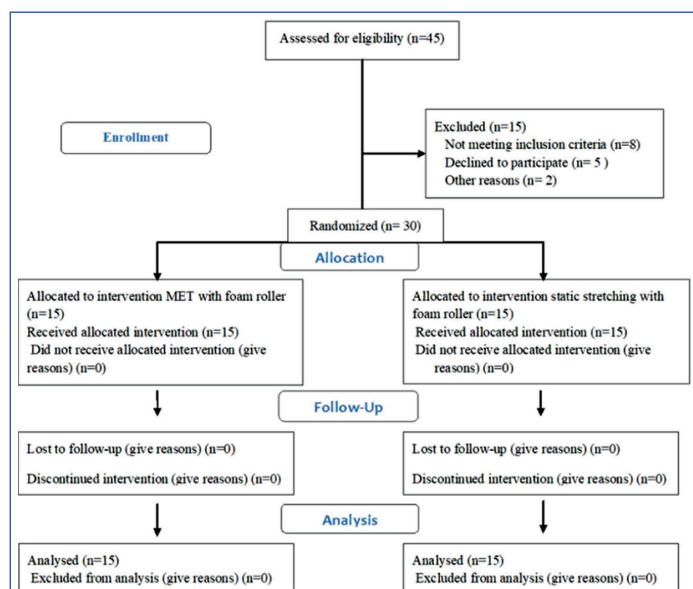 Assessed for eligibility (n=45)
Enrollment
Excluded (n=15)
Not meeting inclusion criteria (n=8)
Declined to participate (n= 5 )
Other reasons (n= 2)
Randomized (n= 30)
Allocation
Allocated to intervention MET with foam roller
(n=15)
Received allocated intervention (n=15)
Did not receive allocated intervention (give
reasons) (n=0)
Allocated to intervention static stretching with
foam roller (n=15)
Received allocated intervention (n=15)
Did not receive allocated intervention (give
reasons) (n=0)
Follow-Up
Lost to follow-up (give reasons) (n=0)
Discontinued intervention (give reasons) (n=0)
Lost to follow-up (give reasons) (n=0)
Discontinued intervention (give reasons) (n=0)
Analysis
Analysed (n=15)
Excluded from analysis (give reasons) (n=0)
Analysed (n=15)
Excluded from analysis (give reasons) (n=0)